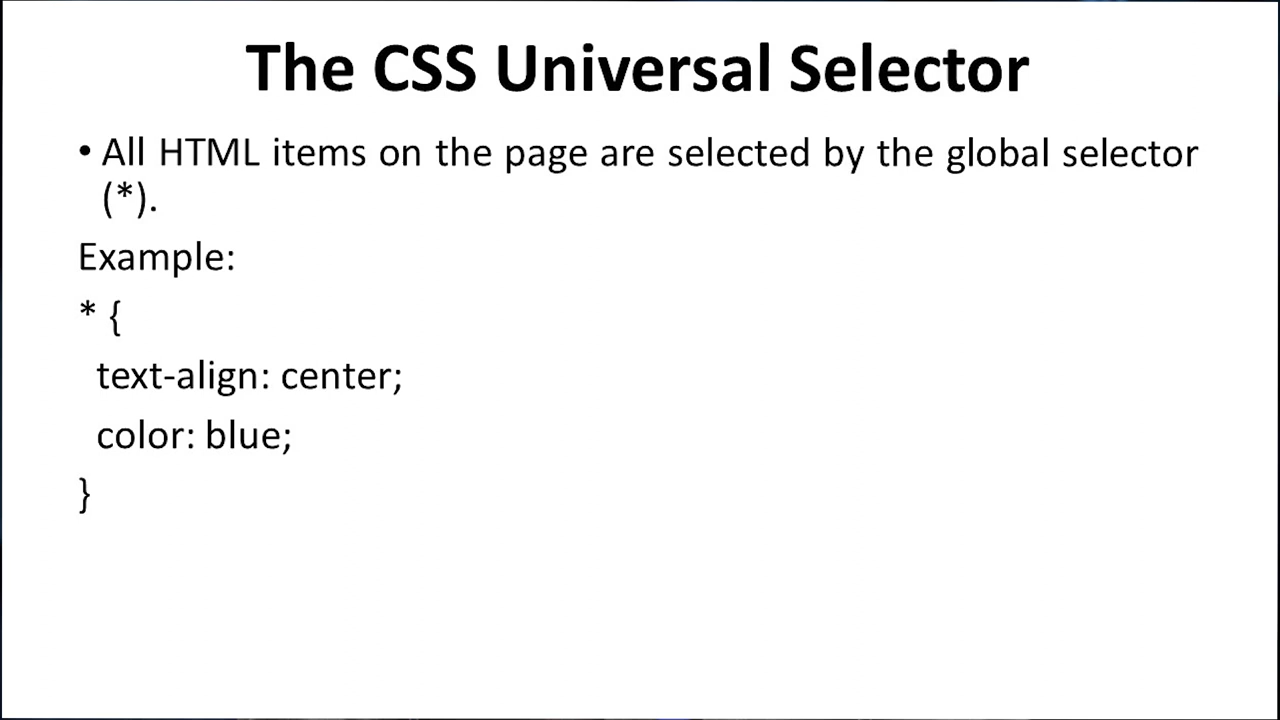 The CSS Universal Selector
• All HTML items on the page are selected by the global selector
(*).
Example:
* {
text-align: center;
color: blue;
}